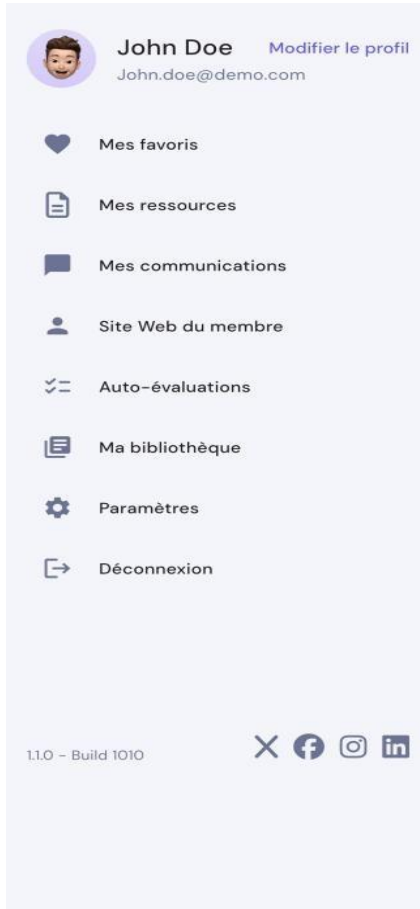 John Doe Modifier le profil
John.doe@demo.com
Mes favoris
Mes ressources
Mes communications
Site Web du membre
Auto-évaluations
Ma bibliothèque
Paramètres
Déconnexion
1.1.0 - Build 1010